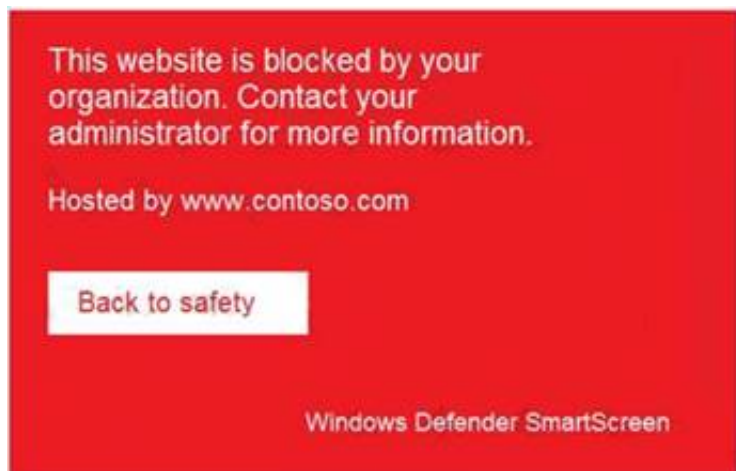 This website is blocked by your
organization. Contact your
administrator for more information.
Hosted by www.contoso.com
Back to safety
Windows Defender SmartScreen